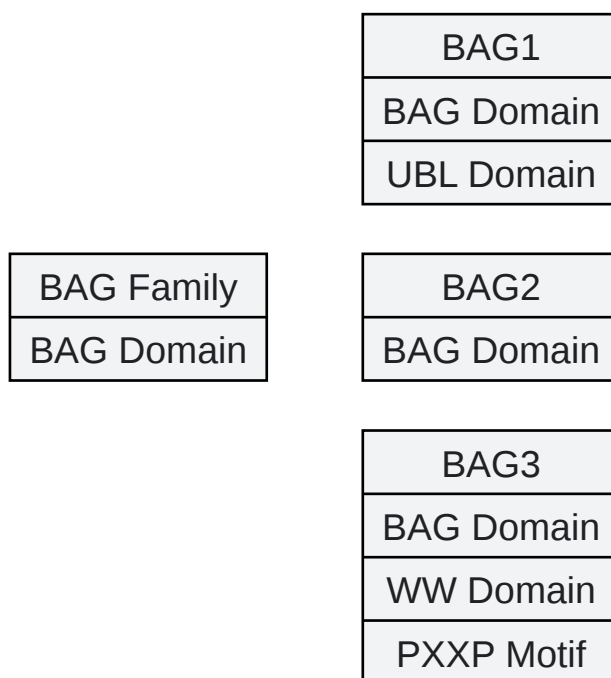 BAG1
BAG Domain
UBL Domain
BAG Family
BAG Domain
BAG2
BAG Domain
BAG3
BAG Domain
WW Domain
PXXP Motif